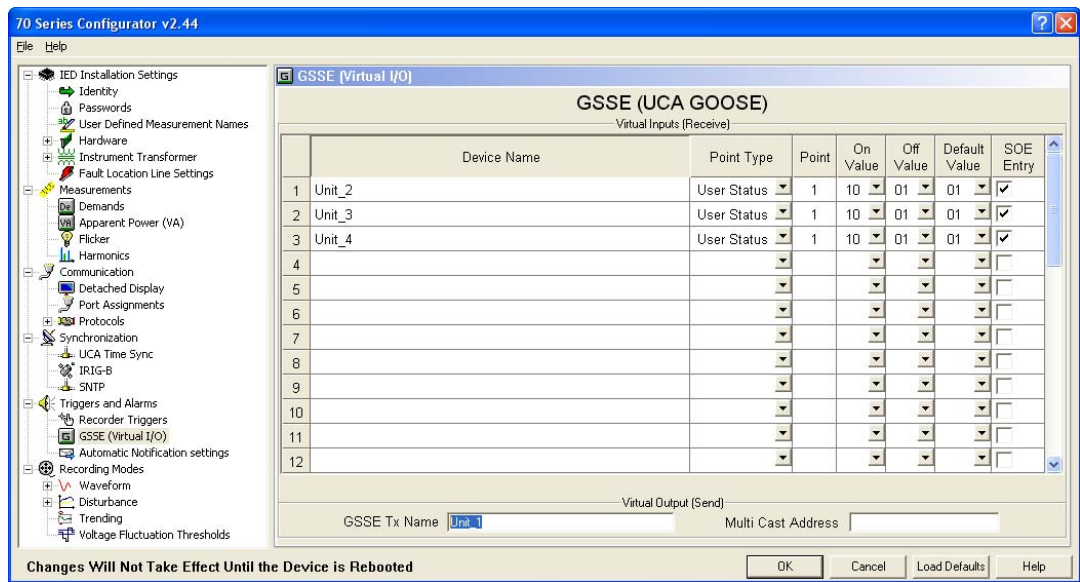 70 Series Configurator v2.44
File Help
IED Installation Settings
Identity
Passwords
User Defined Measurement Names
Hardware
Instrument Transformer
Fault Location Line Settings
Measurements
Demands
Apparent Power (VA)
Flicker
Harmonics
Communication
Detached Display
Port Assignments
Protocols
Synchronization
UCA Time Sync
IRIG-B
SNTP
Triggers and Alarms
Recorder Triggers
GSSE (Virtual I/O)
Automatic Notification settings
Recording Modes
Waveform
Disturbance
Trending
Voltage Fluctuation Thresholds
GSSE (Virtual I/O)
GSSE (UCA GOOSE)
Virtual Inputs (Receive)
Device Name Point Type Point On Value Off Value Default Value SOE Entry
1 Unit_2 User Status 1 10 01 01
2 Unit_3 User Status 1 10 01 01
3 Unit_4 User Status 1 10 01 01
4
5
6
7
8
9
10
11
12
Virtual Output (Send)
GSSE Tx Name Unit_1 Multi Cast Address
Changes Will Not Take Effect Until the Device is Rebooted
OK Cancel Load Defaults Help